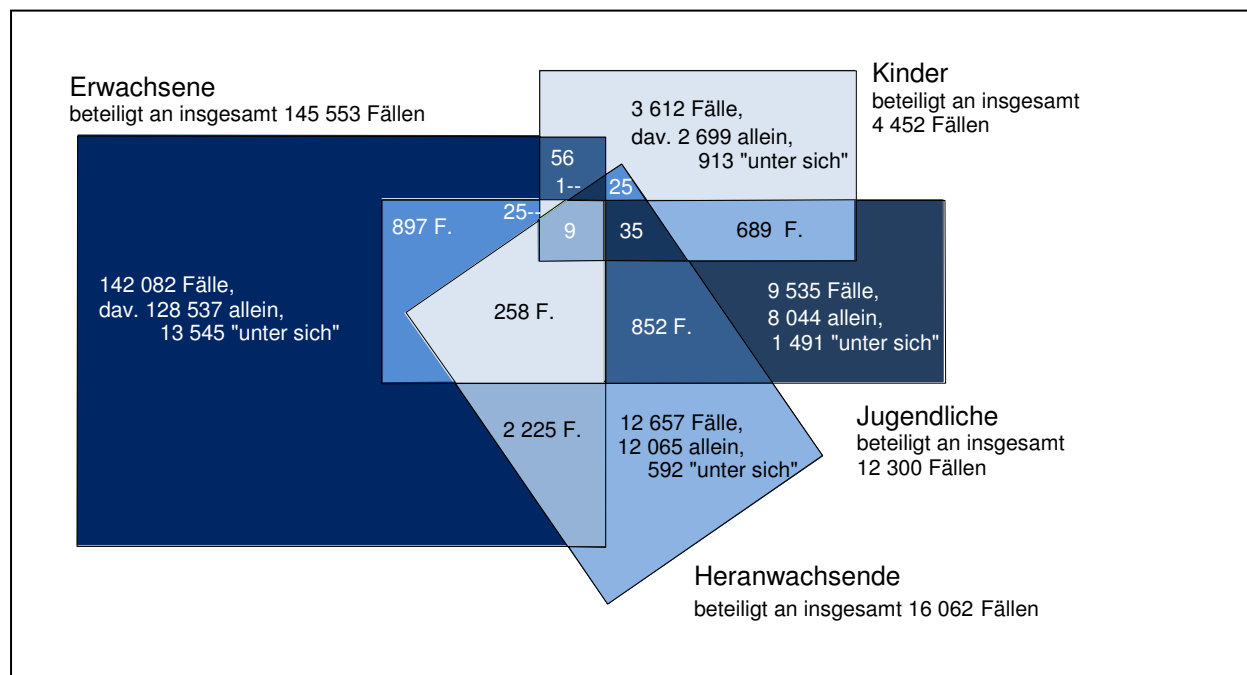 Erwachsene
beteiligt an insgesamt 145 553 Fällen
Kinder
beteiligt an insgesamt
4 452 Fällen
3 612 Fälle,
dav. 2 699 allein,
913 "unter sich"
56
1--
25
25--
897 F.
9
35
689 F.
142 082 Fälle,
dav. 128 537 allein,
13 545 "unter sich"
258 F.
852 F.
9 535 Fälle,
8 044 allein,
1 491 "unter sich"
2 225 F.
12 657 Fälle,
12 065 allein,
592 "unter sich"
Jugendliche
beteiligt an insgesamt
12 300 Fällen
Heranwachsende
beteiligt an insgesamt 16 062 Fällen